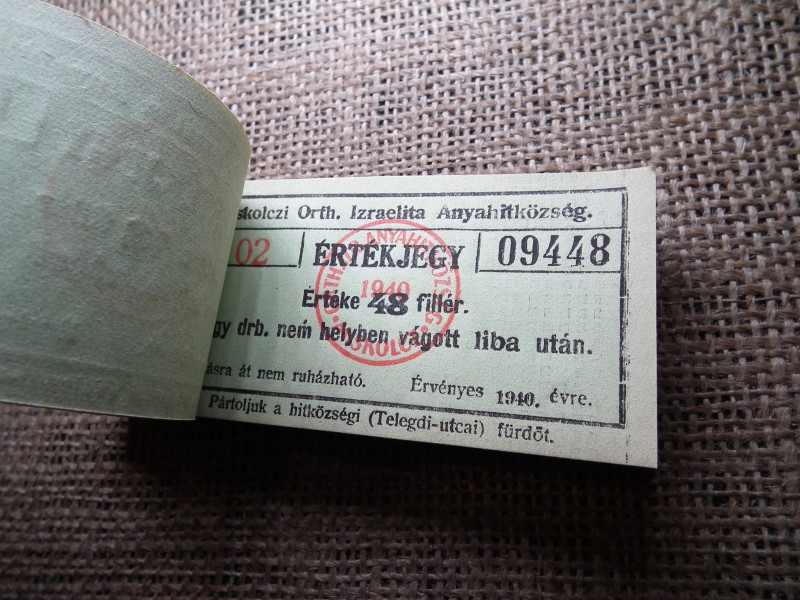 skolczi Orth. Izraelita Anyahitközség.
02 ÉRTÉKJEGY 09448
Értéke 48 fillér.
gy drb. nem helyben vágott liba után.
ásra át nem ruházható. Érvényes 1940. évre.
Pártoljuk a hitközségi (Telegdi-utcai) fürdőt.
1940